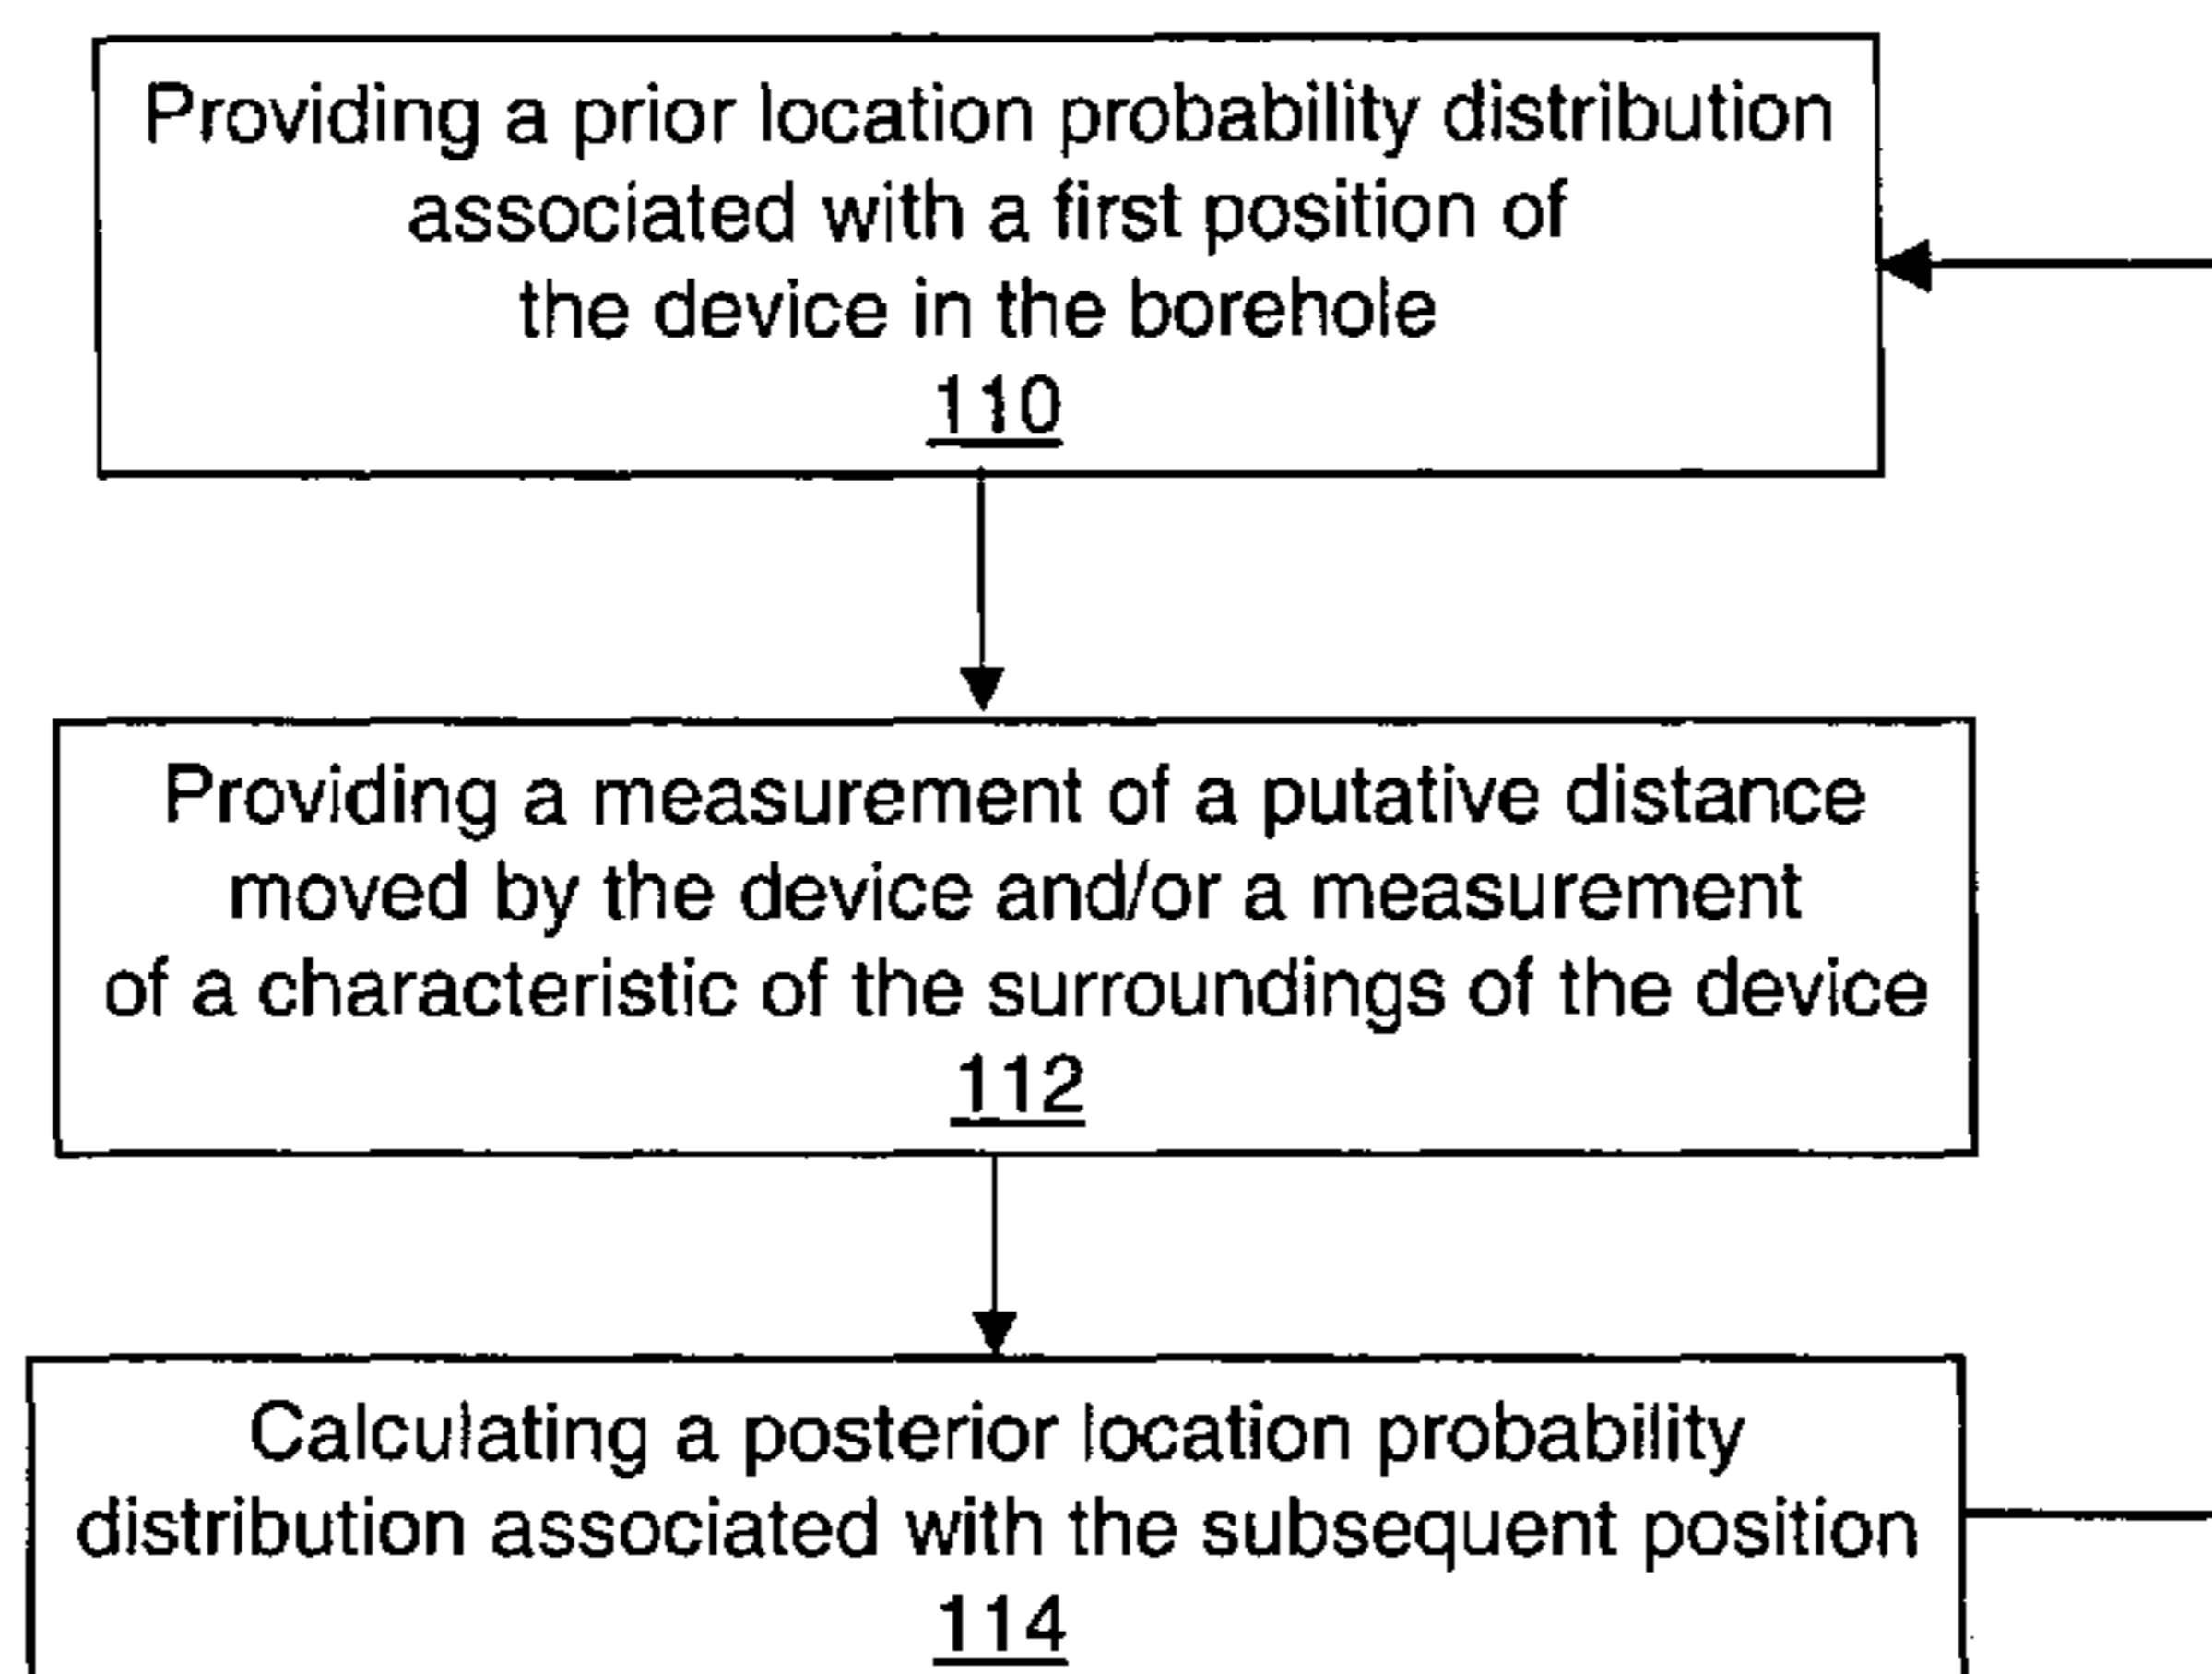 Providing a prior location probability distribution
associated with a first position of
the device in the borehole
110
Providing a measurement of a putative distance
moved by the device and/or a measurement
of a characteristic of the surroundings of the device
112
Calculating a posterior location probability
distribution associated with the subsequent position
114